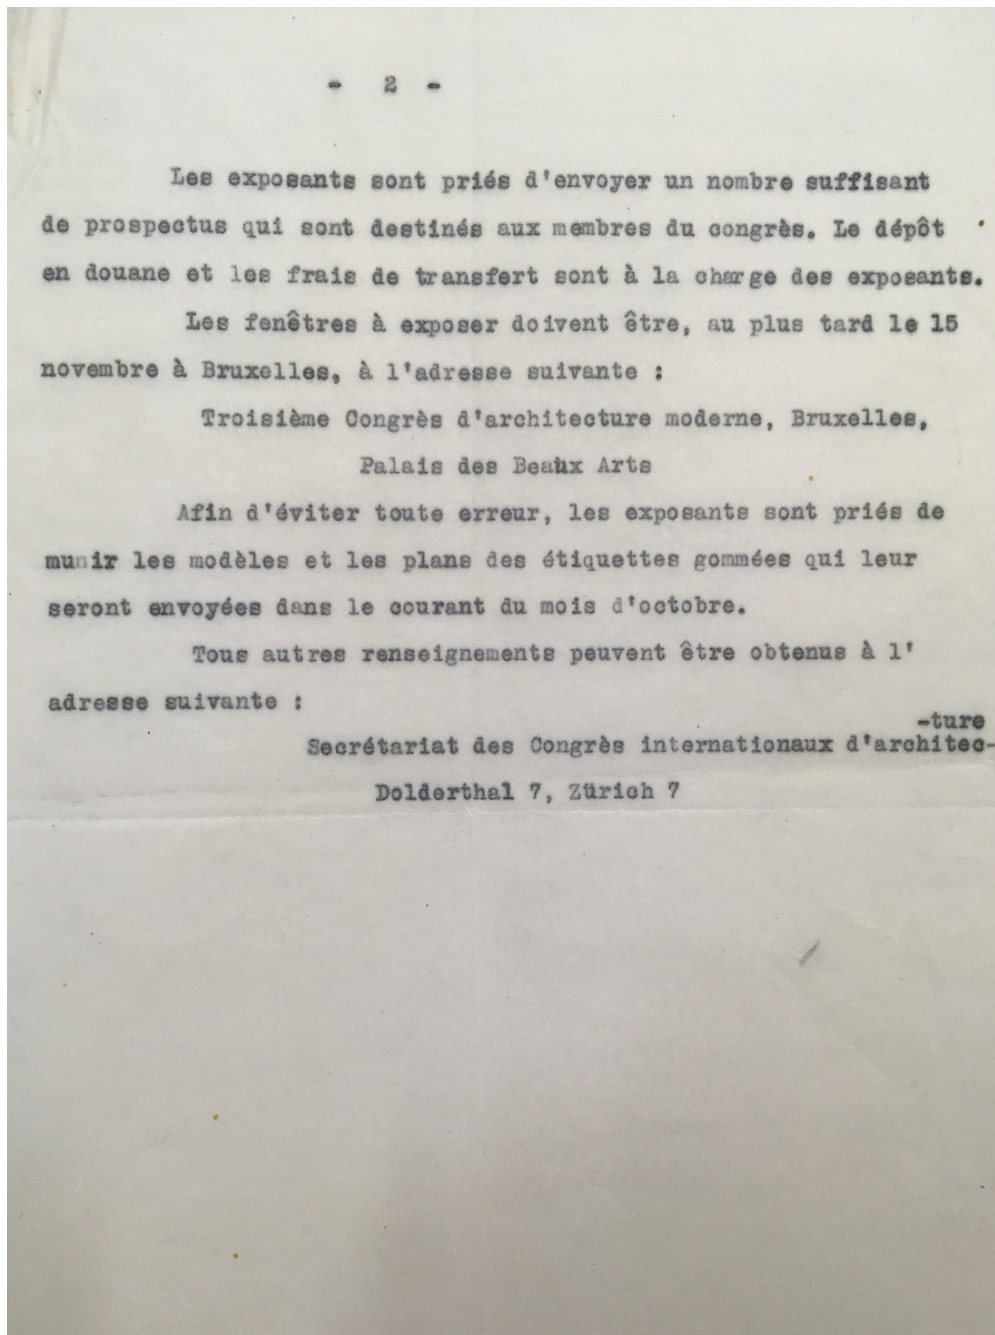 - 2 -
Les exposants sont priés d'envoyer un nombre suffisant
de prospectus qui sont destinés aux membres du congrès. Le dépôt
en douane et les frais de transfert sont à la charge des exposants.
Les fenêtres à exposer doivent être, au plus tard le 15
novembre à Bruxelles, à l'adresse suivante :
Troisième Congrès d'architecture moderne, Bruxelles,
Palais des Beaux Arts
Afin d'éviter toute erreur, les exposants sont priés de
munir les modèles et les plans des étiquettes gommées qui leur
seront envoyées dans le courant du mois d'octobre.
Tous autres renseignements peuvent être obtenus à l'
adresse suivante :
-ture
Secrétariat des Congrès internationaux d'architec-
Dolderthal 7, Zürich 7